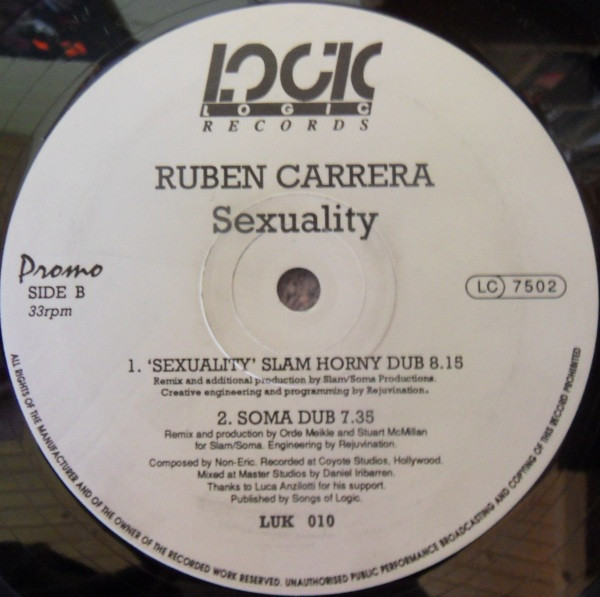 LOGIC
LOGIC
RECORDS
RUBEN CARRERA
Sexuality
Promo
SIDE B
33rpm
LC 7502
1. ‘SEXUALITY’ SLAM HORNY DUB 8.15
Remix and additional production by Slam/Soma Productions.
Creative engineering and programming by Rejuvination.
2. SOMA DUB 7.35
Remix and production by Orde Meikle and Stuart McMillan
for Slam/Soma. Engineering by Rejuvination.
Composed by Non-Eric. Recorded at Coyote Studios, Hollywood.
Mixed at Master Studios by Daniel Iribarren.
Thanks to Luca Anzilotti for his support.
Published by Songs of Logic.
LUK 010
ALL RIGHTS OF THE MANUFACTURER AND OF THE OWNER OF THE RECORDED WORK RESERVED. UNAUTHORISED PUBLIC PERFORMANCE BROADCASTING AND COPYING OF THIS RECORD PROHIBITED